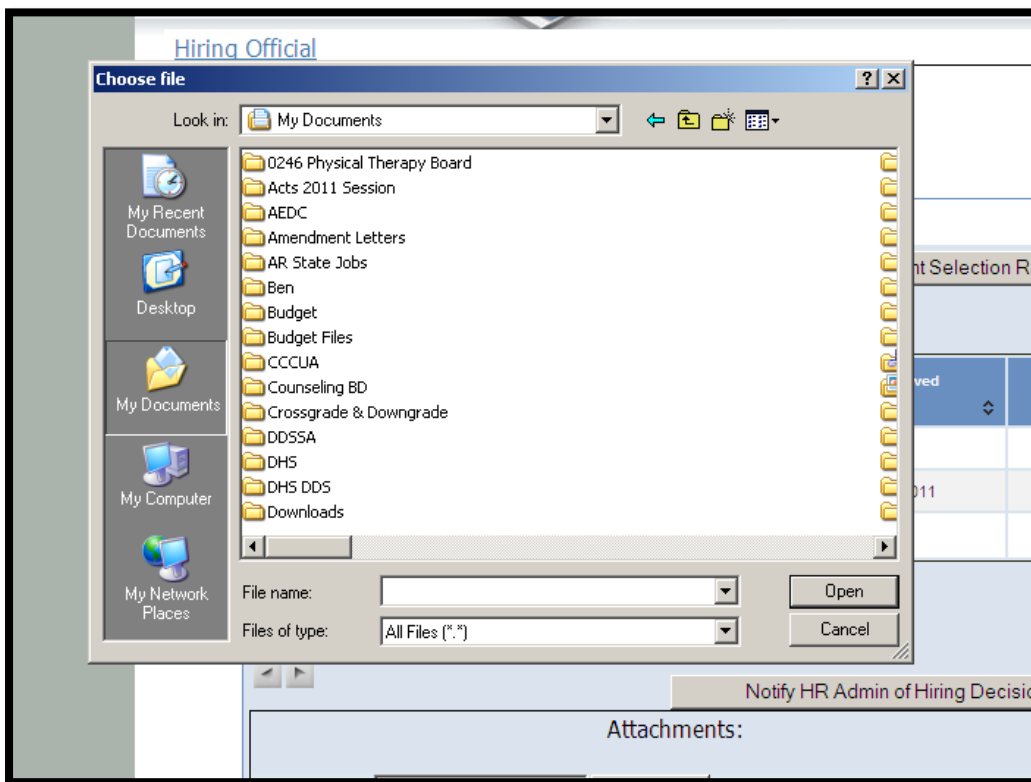 Hiring Official
Choose file
Look in: My Documents
My Recent
Documents
Desktop
My Documents
My Computer
My Network
Places
0246 Physical Therapy Board
Acts 2011 Session
AEDC
Amendment Letters
AR State Jobs
Ben
Budget
Budget Files
CCCUA
Counseling BD
Crossgrade & Downgrade
DDSSA
DHS
DHS DDS
Downloads
File name:
Open
Files of type: All Files (*.*)
Cancel
nt Selection R
ved
011
Notify HR Admin of Hiring Decisio
Attachments: